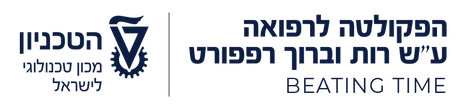 הפקולטה לרפואה
ע״ש רות וברוך רפפורט
BEATING TIME
הטכניון
מכון טכנולוגי
לישראל